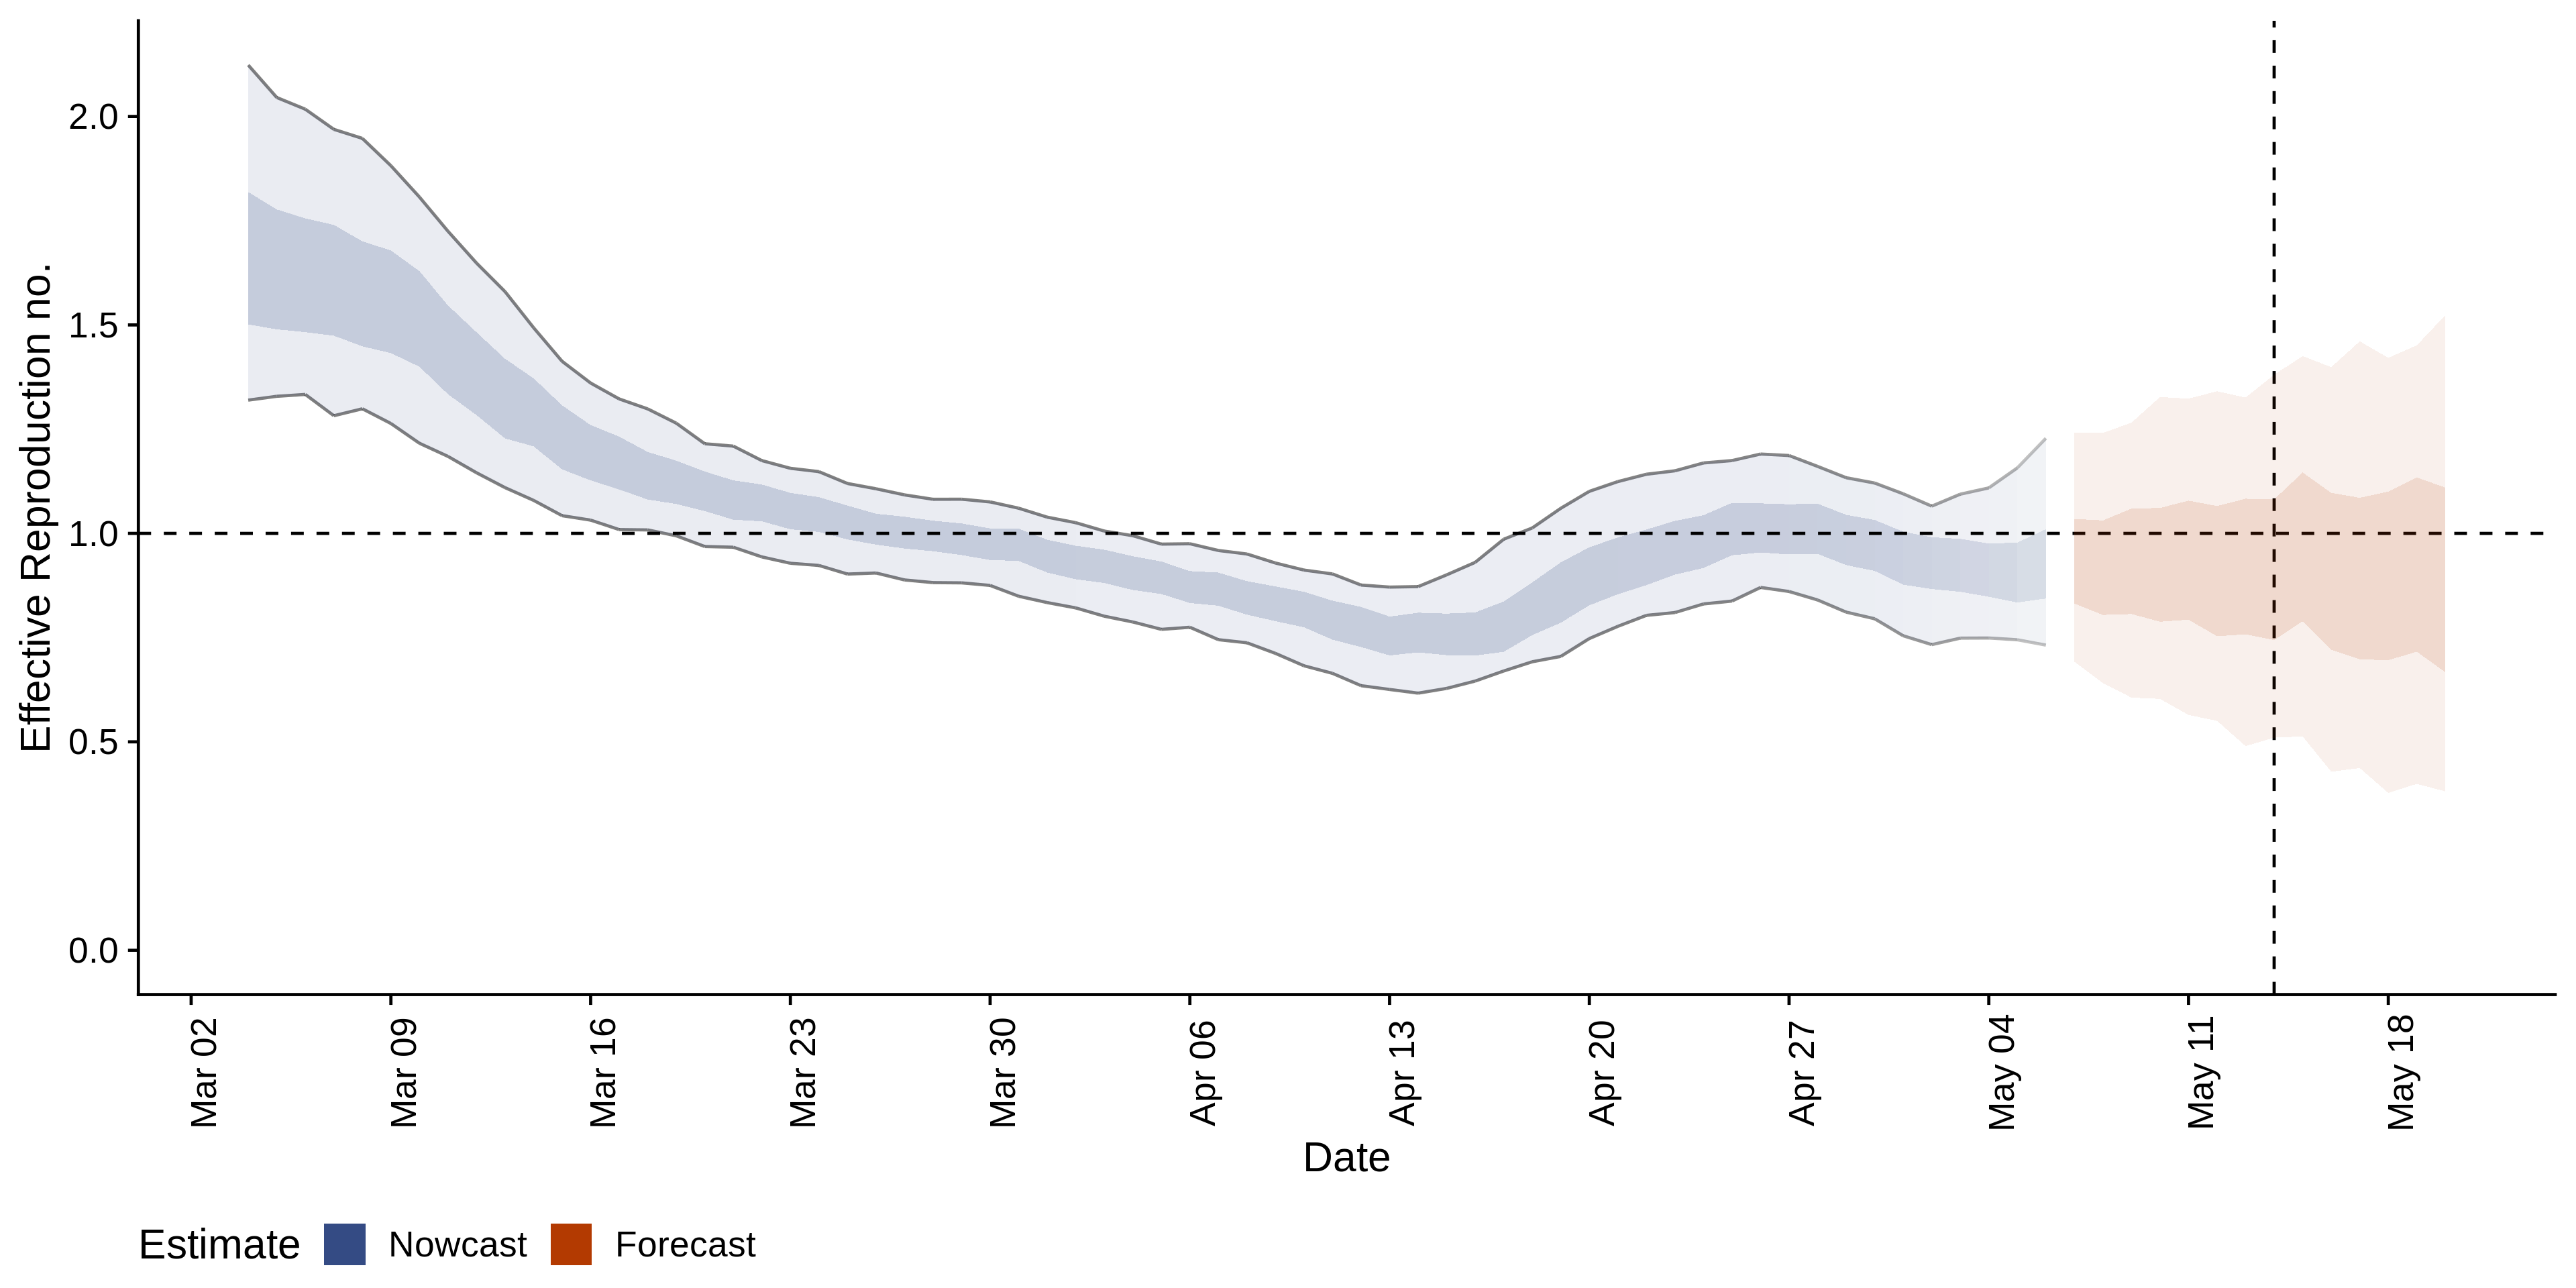 Effective Reproduction no.
2.0
1.5
1.0
0.5
0.0
Mar 02
Mar 09
Mar 16
Mar 23
Mar 30
Apr 06
Apr 13
Apr 20
Apr 27
May 04
May 11
May 18
Date
Estimate Nowcast Forecast